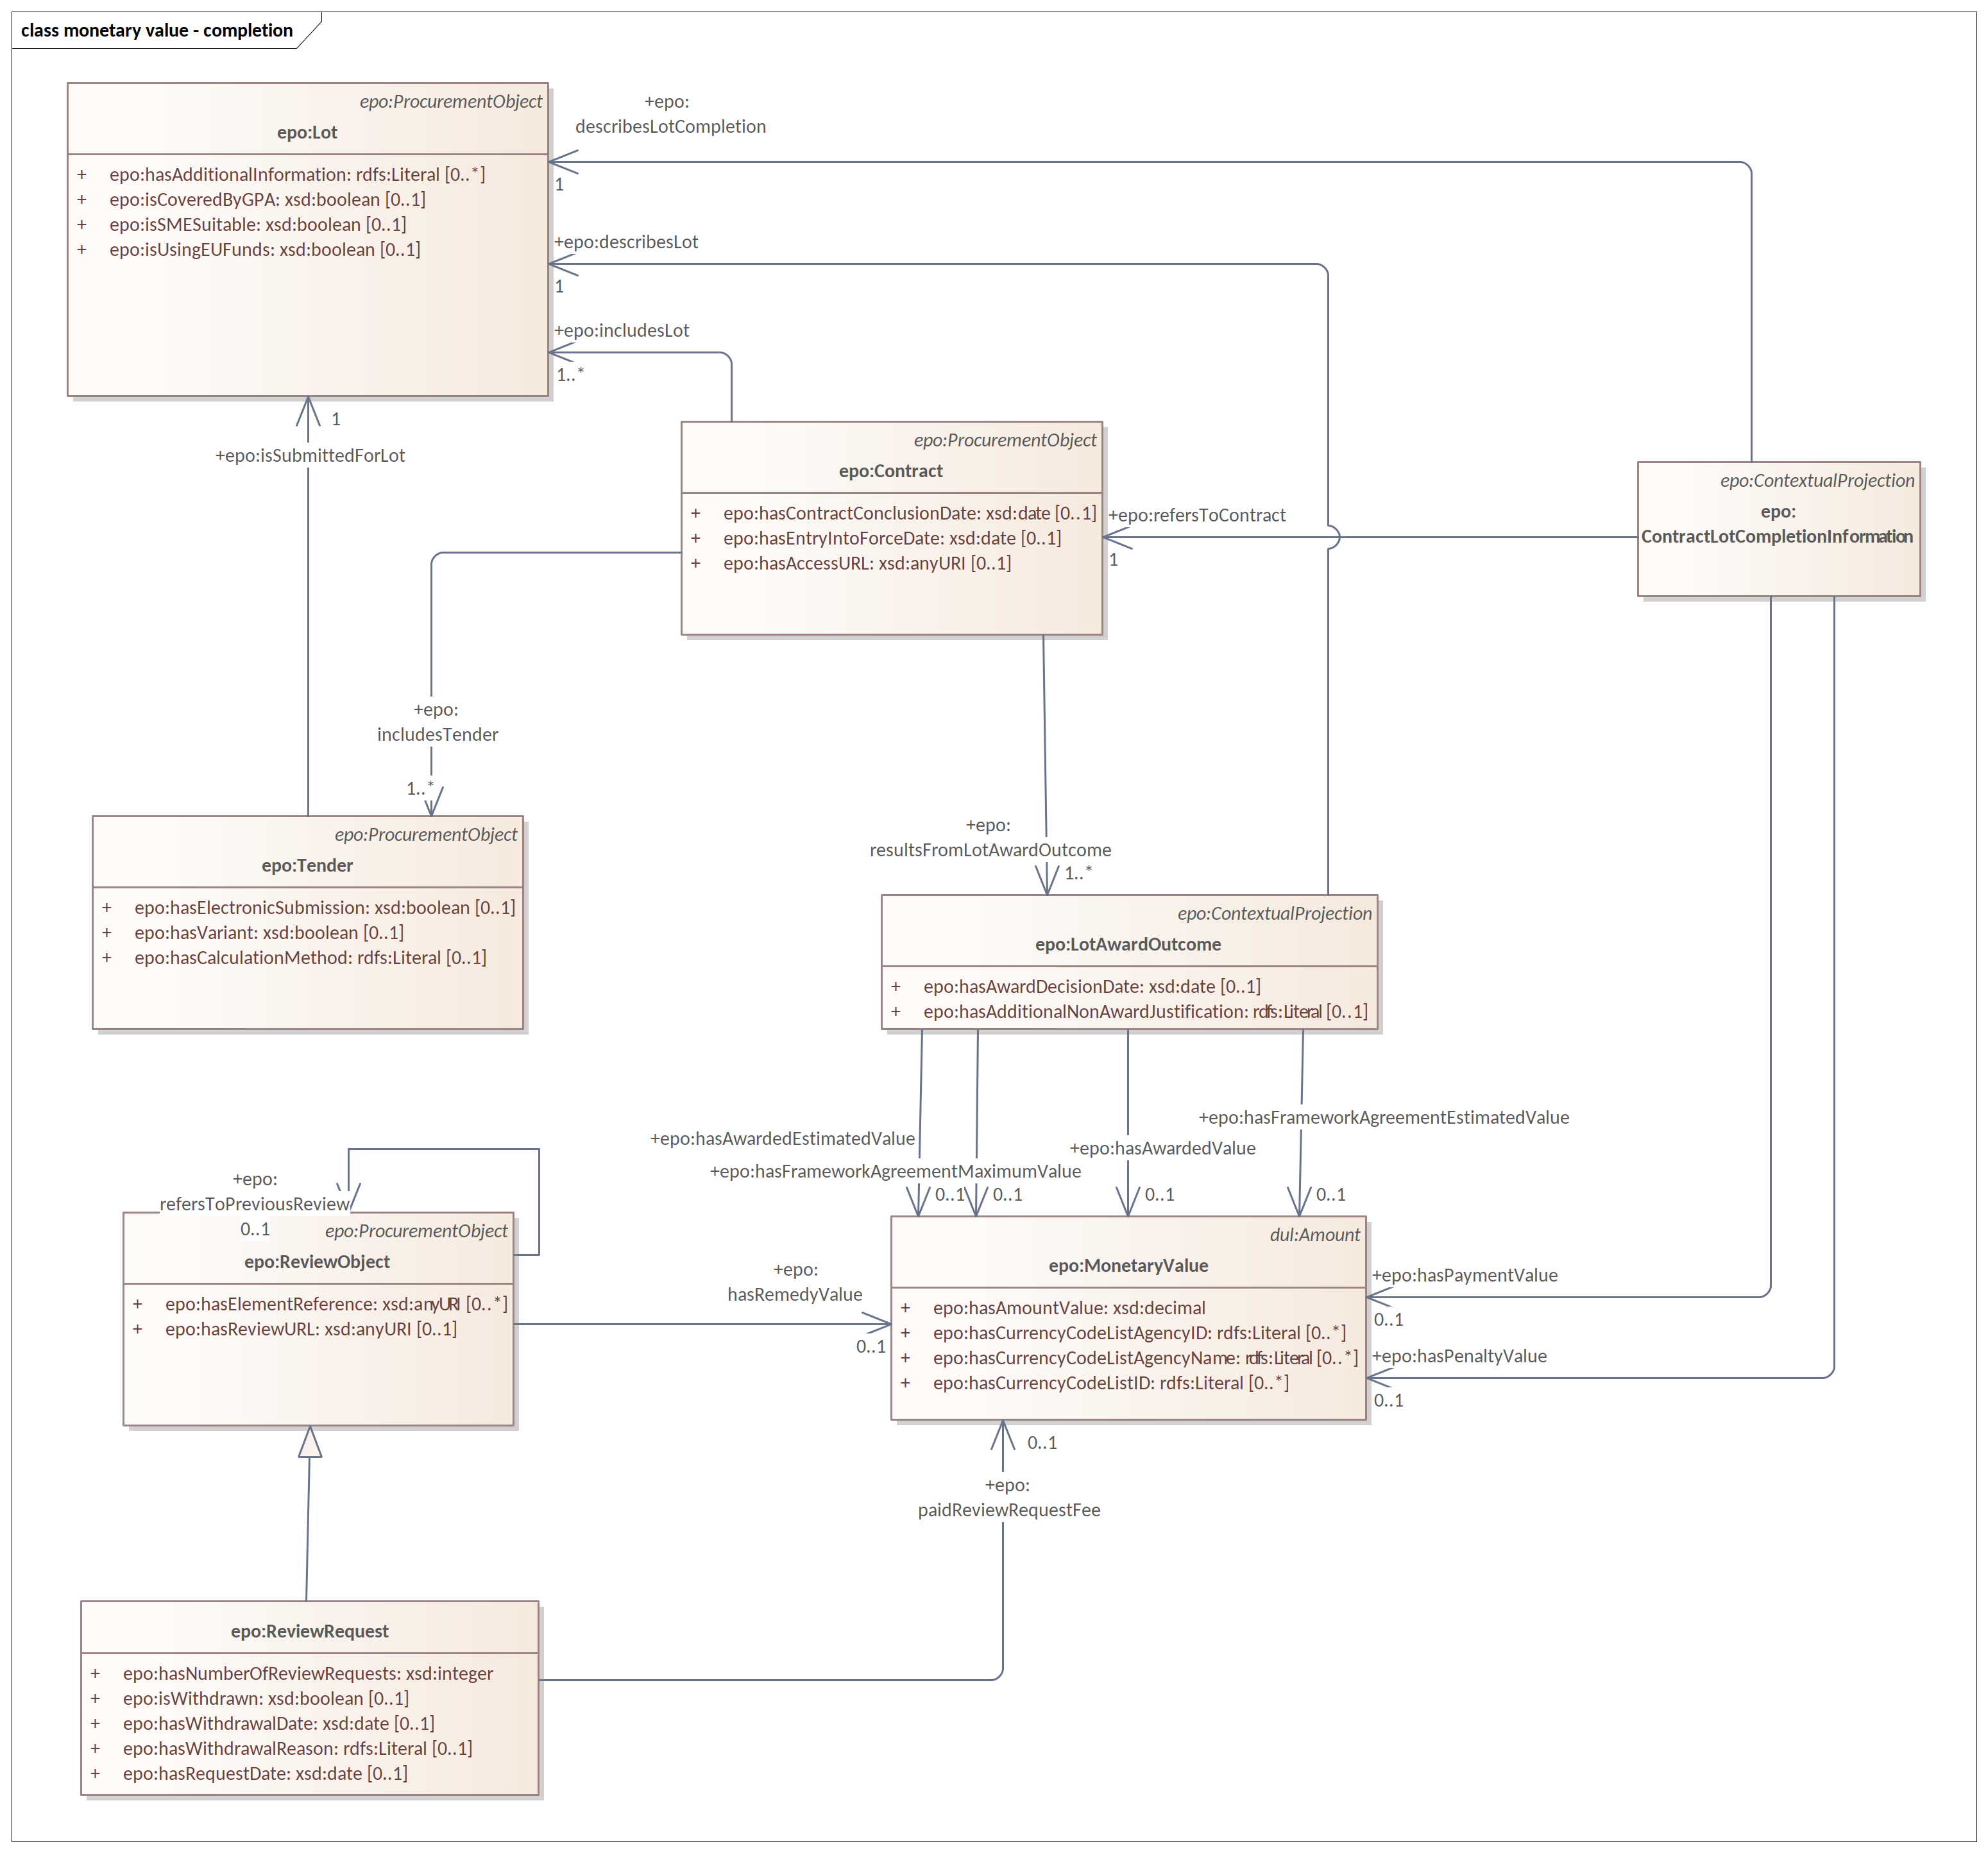 class monetary value - completion
epo:ProcurementObject
epo:Lot
+ epo:hasAdditionalInformation: rdfs:Literal [0..*]
+ epo:isCoveredByGPA: xsd:boolean [0..1]
+ epo:isSMESuitable: xsd:boolean [0..1]
+ epo:isUsingEUFunds: xsd:boolean [0..1]
+epo:
describesLotCompletion
1
+epo:describesLot
1
+epo:includesLot
1..*
1
+epo:isSubmittedForLot
epo:ProcurementObject
epo:Contract
+ epo:hasContractConclusionDate: xsd:date [0..1]
+ epo:hasEntryIntoForceDate: xsd:date [0..1]
+ epo:hasAccessURL: xsd:anyURI [0..1]
+epo:refersToContract
1
epo:ContextualProjection
epo:
ContractLotCompletionInformation
+epo:
includesTender
1..*
epo:ProcurementObject
epo:Tender
+ epo:hasElectronicSubmission: xsd:boolean [0..1]
+ epo:hasVariant: xsd:boolean [0..1]
+ epo:hasCalculationMethod: rdfs:Literal [0..1]
+epo:
resultsFromLotAwardOutcome
1..*
epo:ContextualProjection
epo:LotAwardOutcome
+ epo:hasAwardDecisionDate: xsd:date [0..1]
+ epo:hasAdditionalNonAwardJustification: rdfs:Literal [0..1]
+epo:hasFrameworkAgreementEstimatedValue
+epo:hasAwardedEstimatedValue
+epo:hasAwardedValue
+epo:hasFrameworkAgreementMaximumValue
0..1
0..1
0..1
0..1
+epo:
refersToPreviousReview
0..1
epo:ProcurementObject
epo:ReviewObject
+ epo:hasElementReference: xsd:anyURI [0..*]
+ epo:hasReviewURL: xsd:anyURI [0..1]
+epo:
hasRemedyValue
0..1
dul:Amount
epo:MonetaryValue
+ epo:hasAmountValue: xsd:decimal
+ epo:hasCurrencyCodeListAgencyID: rdfs:Literal [0..*]
+ epo:hasCurrencyCodeListAgencyName: rdfs:Literal [0..*]
+ epo:hasCurrencyCodeListID: rdfs:Literal [0..*]
+epo:hasPaymentValue
0..1
+epo:hasPenaltyValue
0..1
0..1
+epo:
paidReviewRequestFee
epo:ReviewRequest
+ epo:hasNumberOfReviewRequests: xsd:integer
+ epo:isWithdrawn: xsd:boolean [0..1]
+ epo:hasWithdrawalDate: xsd:date [0..1]
+ epo:hasWithdrawalReason: rdfs:Literal [0..1]
+ epo:hasRequestDate: xsd:date [0..1]